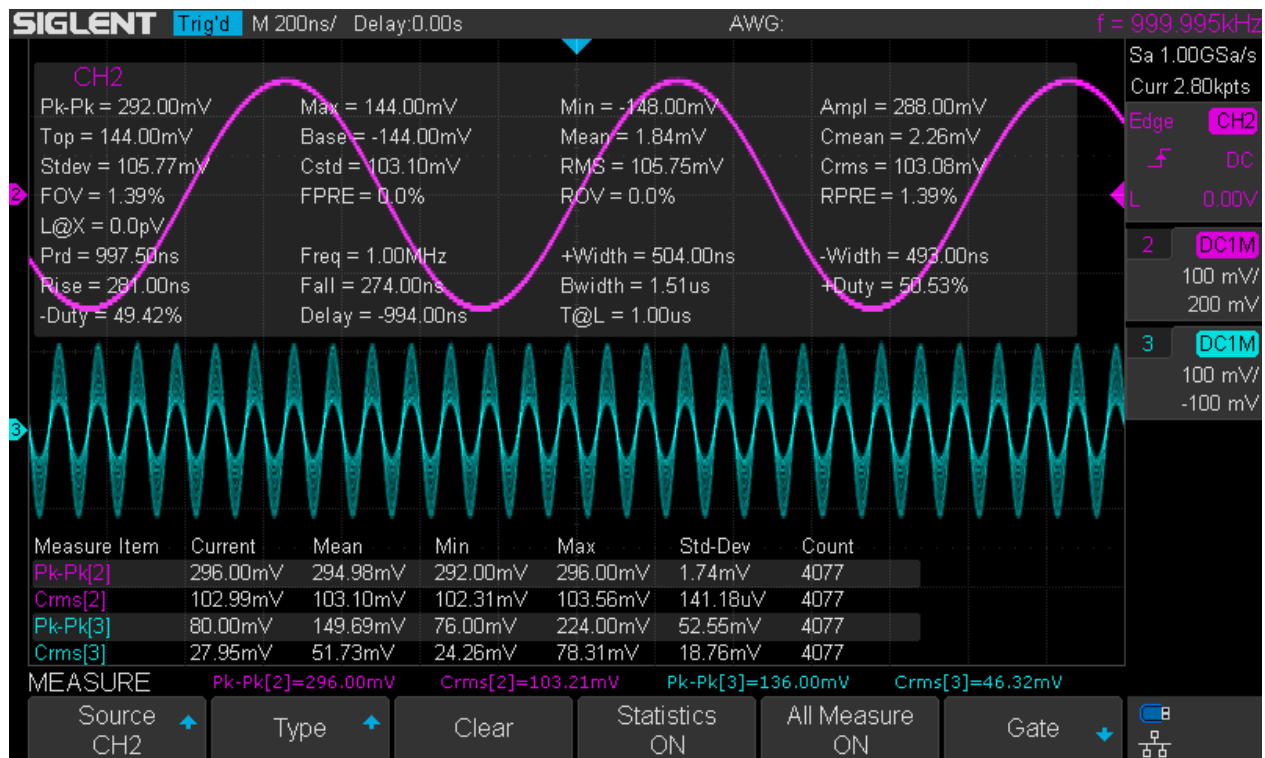 SIGLENT Trig'd M 200ns/ Delay:0.00s AWG: f = 999.995kHz
Sa 1.00GSa/s
Curr 2.80kpts
CH2
Pk-Pk = 292.00mV Max = 144.00mV Min = -148.00mV Ampl = 288.00mV
Top = 144.00mV Base = -144.00mV Mean = 1.84mV Cmean = 2.26mV
Stdev = 105.77mV Cstd = 103.10mV RMS = 105.75mV Crms = 103.08mV
FOV = 1.39% FPRE = 0.0% ROV = 0.0% RPRE = 1.39%
L@X = 0.0pV
Prd = 997.50ns Freq = 1.00MHz +Width = 504.00ns -Width = 493.00ns
Rise = 281.00ns Fall = 274.00ns Bwidth = 1.51us +Duty = 50.53%
-Duty = 49.42% Delay = -994.00ns T@L = 1.00us
Edge CH2
DC
L 0.00V
2 DC1M
100 mV/
200 mV
3 DC1M
100 mV/
-100 mV
2
3
Measure Item Current Mean Min Max Std-Dev Count
Pk-Pk[2] 296.00mV 294.98mV 292.00mV 296.00mV 1.74mV 4077
Crms[2] 102.99mV 103.10mV 102.31mV 103.56mV 141.18uV 4077
Pk-Pk[3] 80.00mV 149.69mV 76.00mV 224.00mV 52.55mV 4077
Crms[3] 27.95mV 51.73mV 24.26mV 78.31mV 18.76mV 4077
MEASURE Pk-Pk[2]=296.00mV Crms[2]=103.21mV Pk-Pk[3]=136.00mV Crms[3]=46.32mV
Source Type Clear Statistics All Measure Gate
CH2 ON ON